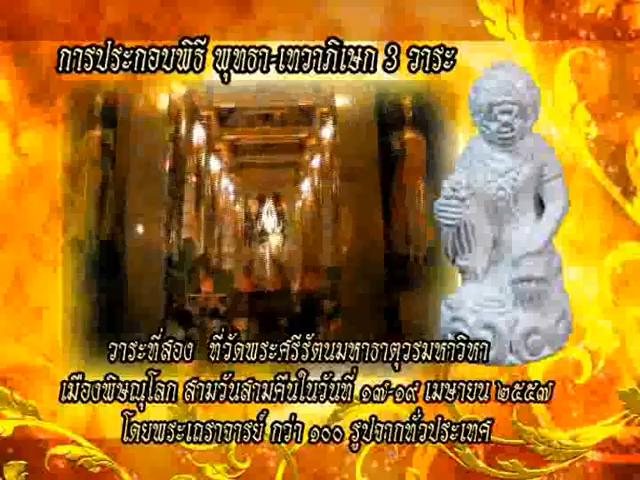 การประกอบพิธี พุทธา-เทวาภิเษก 3 วาระ
วาระที่สอง ที่วัดพระศรีรัตนมหาธาตุวรมหาวิหา
เมืองพิษณุโลก สามวันสามคืนในวันที่ ๑๗-๑๙ เมษายน ๒๕๕๗
โดยพระเถราจารย์ กว่า ๑๐๐ รูปจากทั่วประเทศ